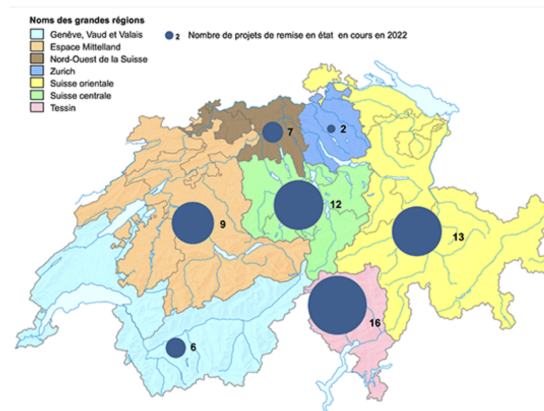 Noms des grandes régions
Genève, Vaud et Valais
Espace Mittelland
Nord-Ouest de la Suisse
Zurich
Suisse orientale
Suisse centrale
Tessin
2 Nombre de projets de remise en état en cours en 2022
7
2
12
9
13
16
6